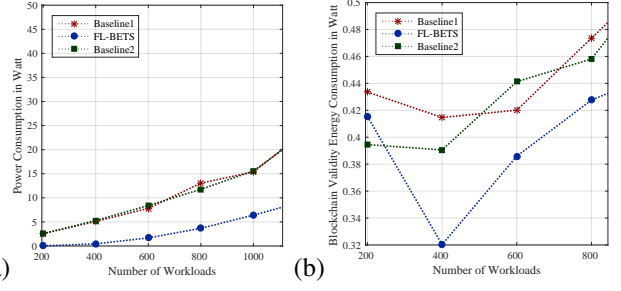 50
45
40
35
30
25
20
15
10
5
0
Power Consumption in Watt
Baseline1
FL-BETS
Baseline2
200 400 600 800 1000
Number of Workloads
)
0.5
0.48
0.46
0.44
0.42
0.4
0.38
0.36
0.34
0.32
Blockchain Validity Energy Consumption in Watt
Baseline1
FL-BETS
Baseline2
200 400 600 800
Number of Workloads
(b)